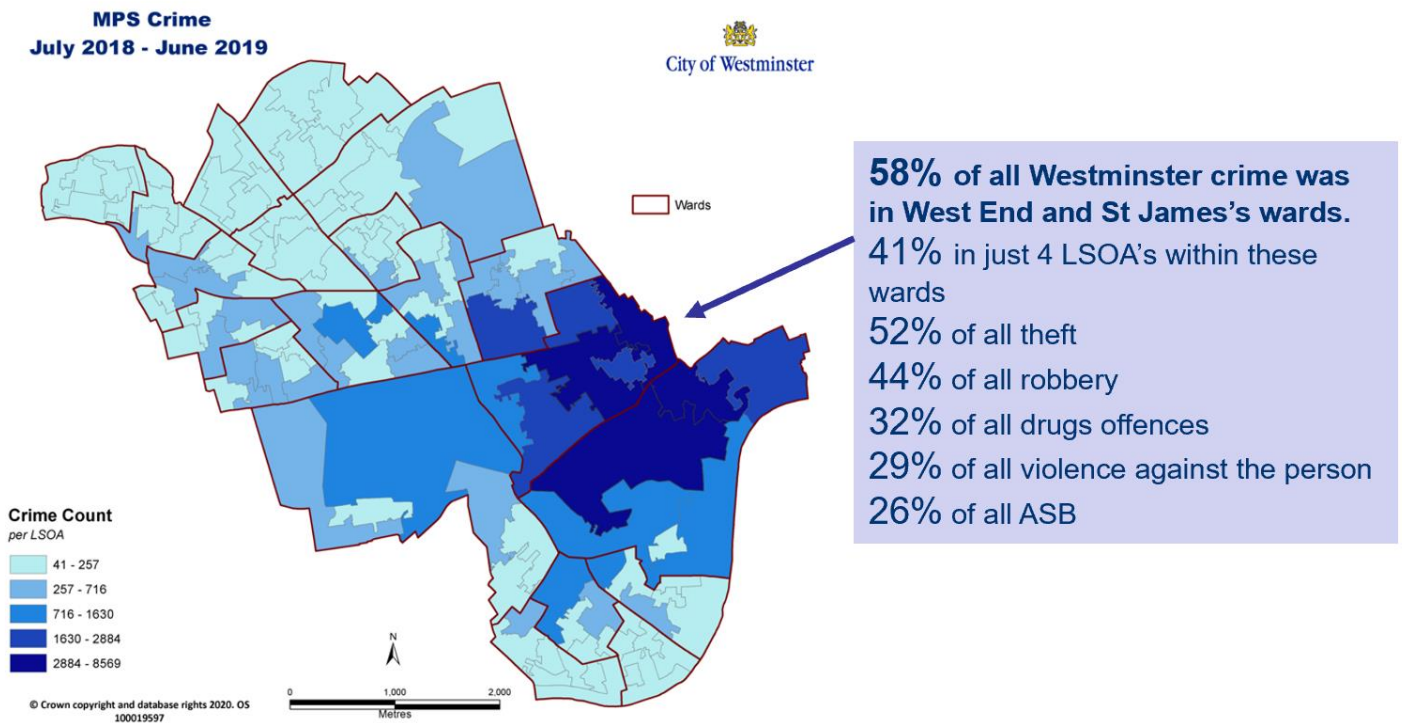 MPS Crime
July 2018 - June 2019
City of Westminster
Wards
58% of all Westminster crime was
in West End and St James’s wards.
41% in just 4 LSOA’s within these
wards
52% of all theft
44% of all robbery
32% of all drugs offences
29% of all violence against the person
26% of all ASB
Crime Count
per LSOA
41 - 257
257 - 716
716 - 1630
1630 - 2884
2884 - 8569
N
0 1,000 2,000
Metres
© Crown copyright and database rights 2020. OS
100019597